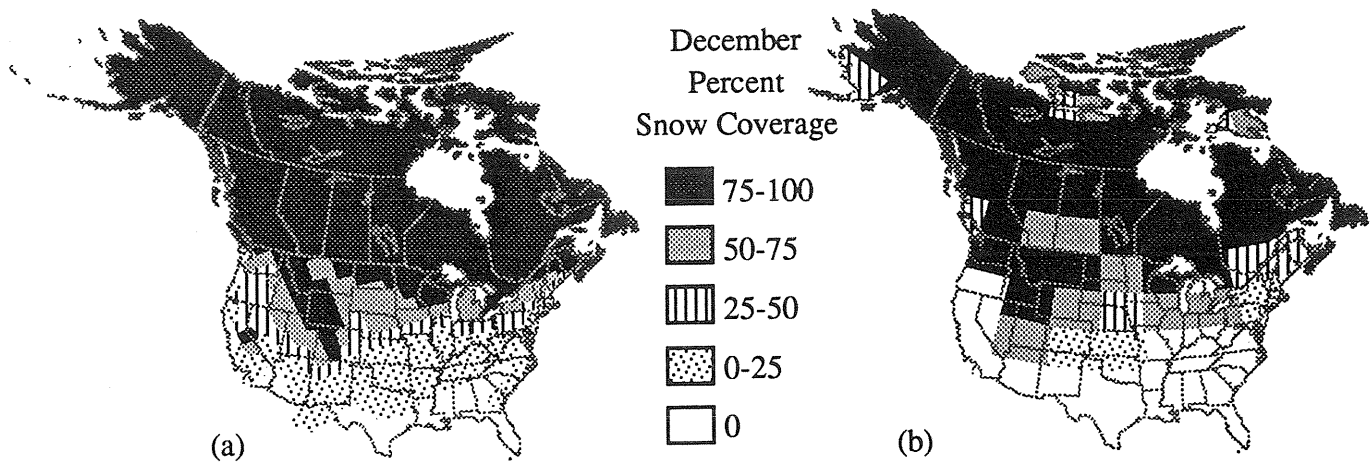 December
Percent
Snow Coverage
75-100
50-75
25-50
0-25
0
(a)
(b)